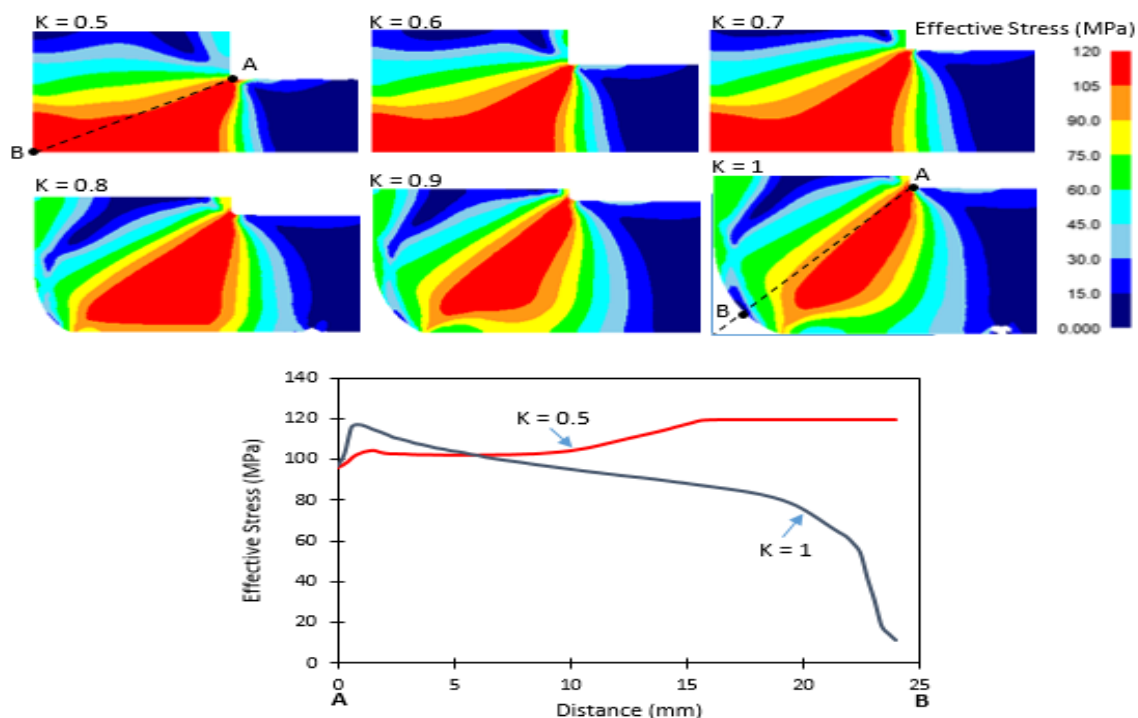 K = 0.5
K = 0.6
K = 0.7
Effective Stress (MPa)
A
B
120
105
90.0
75.0
60.0
45.0
30.0
15.0
0.000
K = 0.8
K = 0.9
K = 1
A
B
140
120
100
80
60
40
20
0
Effective Stress (MPa)
K = 0.5
K = 1
0 5 10 15 20 25
A B
Distance (mm)